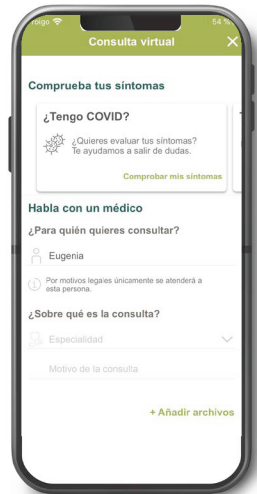 rolgo
54 %
Consulta virtual
Comprueba tus síntomas
¿Tengo COVID?
¿Quieres evaluar tus síntomas?
Te ayudamos a salir de dudas.
Comprobar mis síntomas
Habla con un médico
¿Para quién quieres consultar?
Eugenia
Por motivos legales únicamente se atenderá a
esta persona.
¿Sobre qué es la consulta?
Especialidad
Motivo de la consulta
+ Añadir archivos